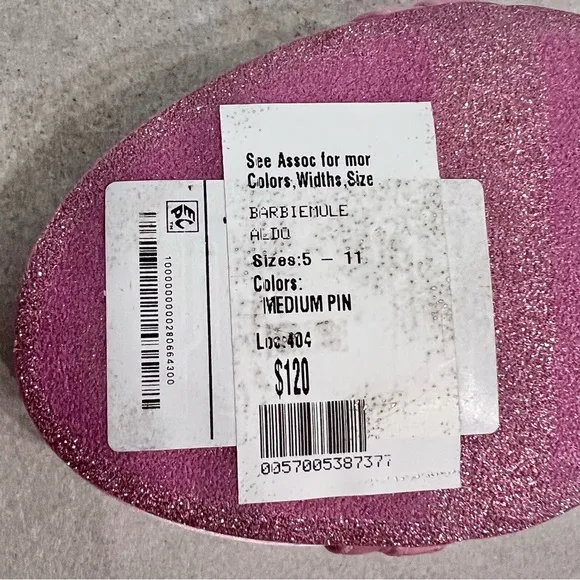 See Assoc for mor
Colors,Widths,Size
BARBIEMULE
ALDO
Sizes:5 - 11
Colors:
MEDIUM PIN
Loc:404
$120
0057005387377
1000000000280664300